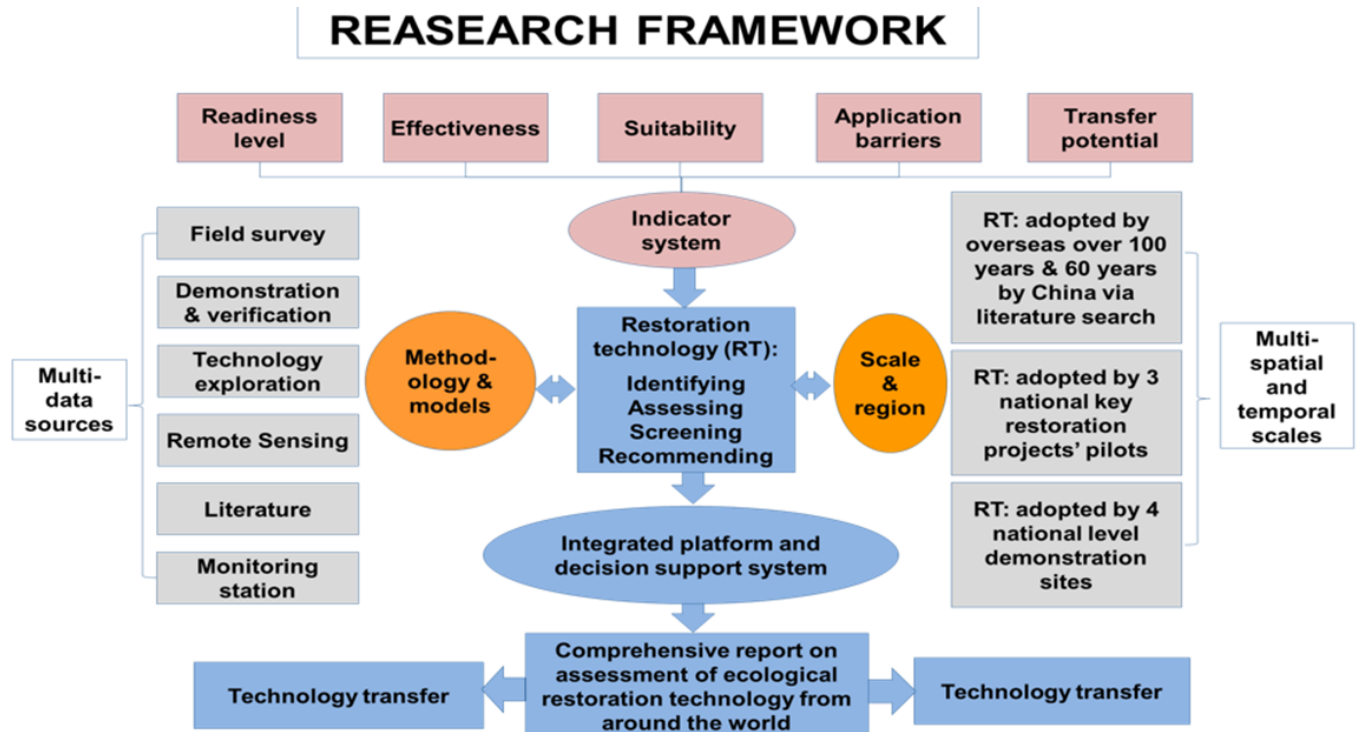 REASEARCH FRAMEWORK
Readiness
level
Effectiveness
Suitability
Application
barriers
Transfer
potential
Indicator
system
Multi-
data
sources
Field survey
Demonstration
& verification
Technology
exploration
Remote Sensing
Literature
Monitoring
station
Method-
ology &
models
Restoration
technology (RT):
Identifying
Assessing
Screening
Recommending
Scale
&
region
RT: adopted by
overseas over 100
years & 60 years
by China via
literature search
RT: adopted by 3
national key
restoration
projects’ pilots
RT: adopted by 4
national level
demonstration
sites
Multi-
spatial
and
temporal
scales
Integrated platform and
decision support system
Technology transfer
Comprehensive report on
assessment of ecological
restoration technology from
around the world
Technology transfer